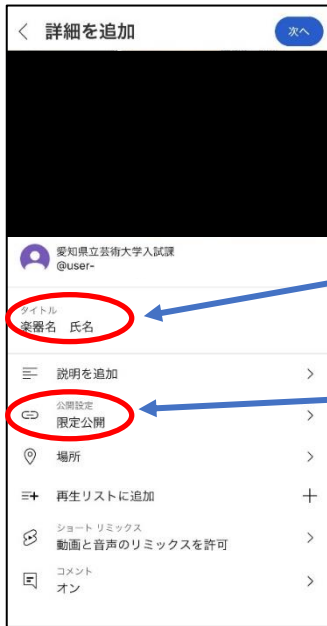 詳細を追加
次へ
愛知県立芸術大学入試課
@user-
タイトル
楽器名　氏名
説明を追加
公開設定
限定公開
場所
再生リストに追加
ショート リミックス
動画と音声のリミックスを許可
コメント
オン